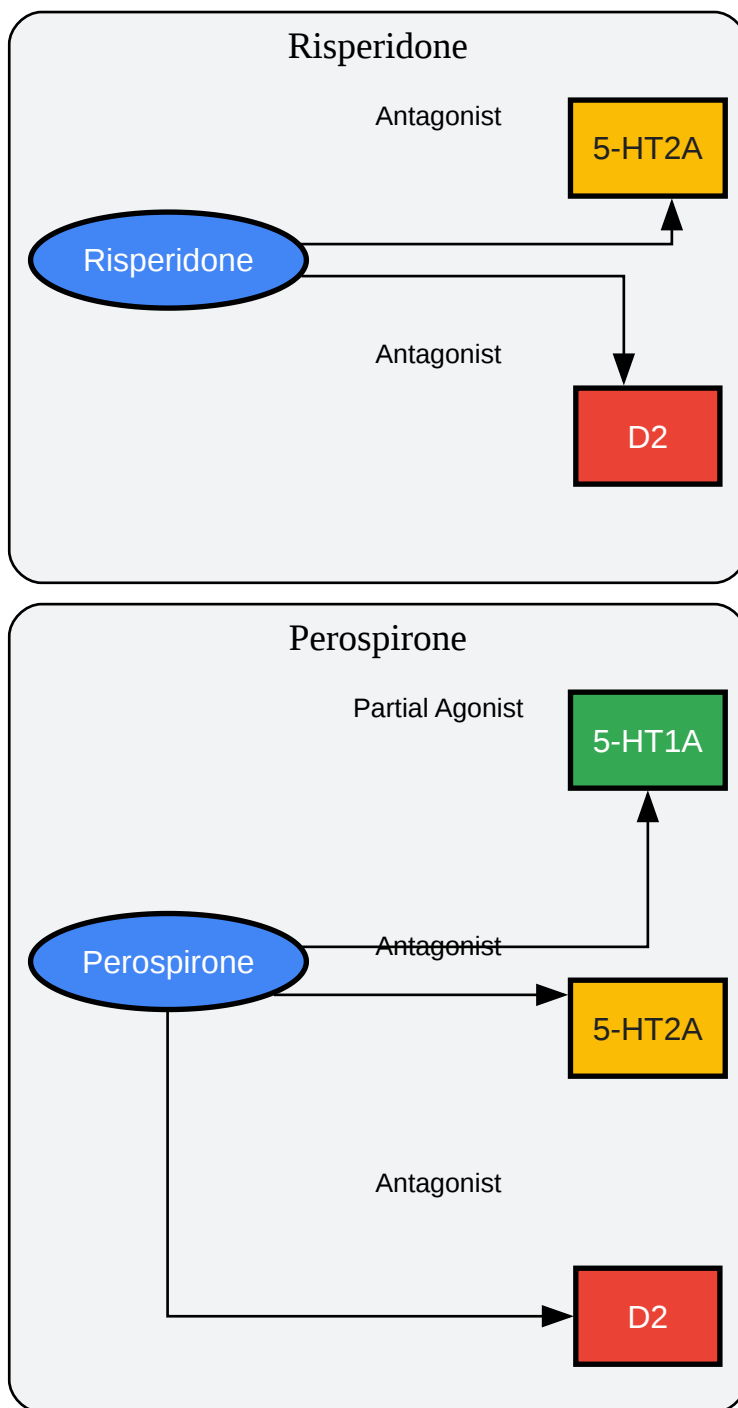 Risperidone
Antagonist
5-HT2A
Risperidone
Antagonist
D2
Perospirone
Partial Agonist
5-HT1A
Antagonist
Perospirone
5-HT2A
Antagonist
D2